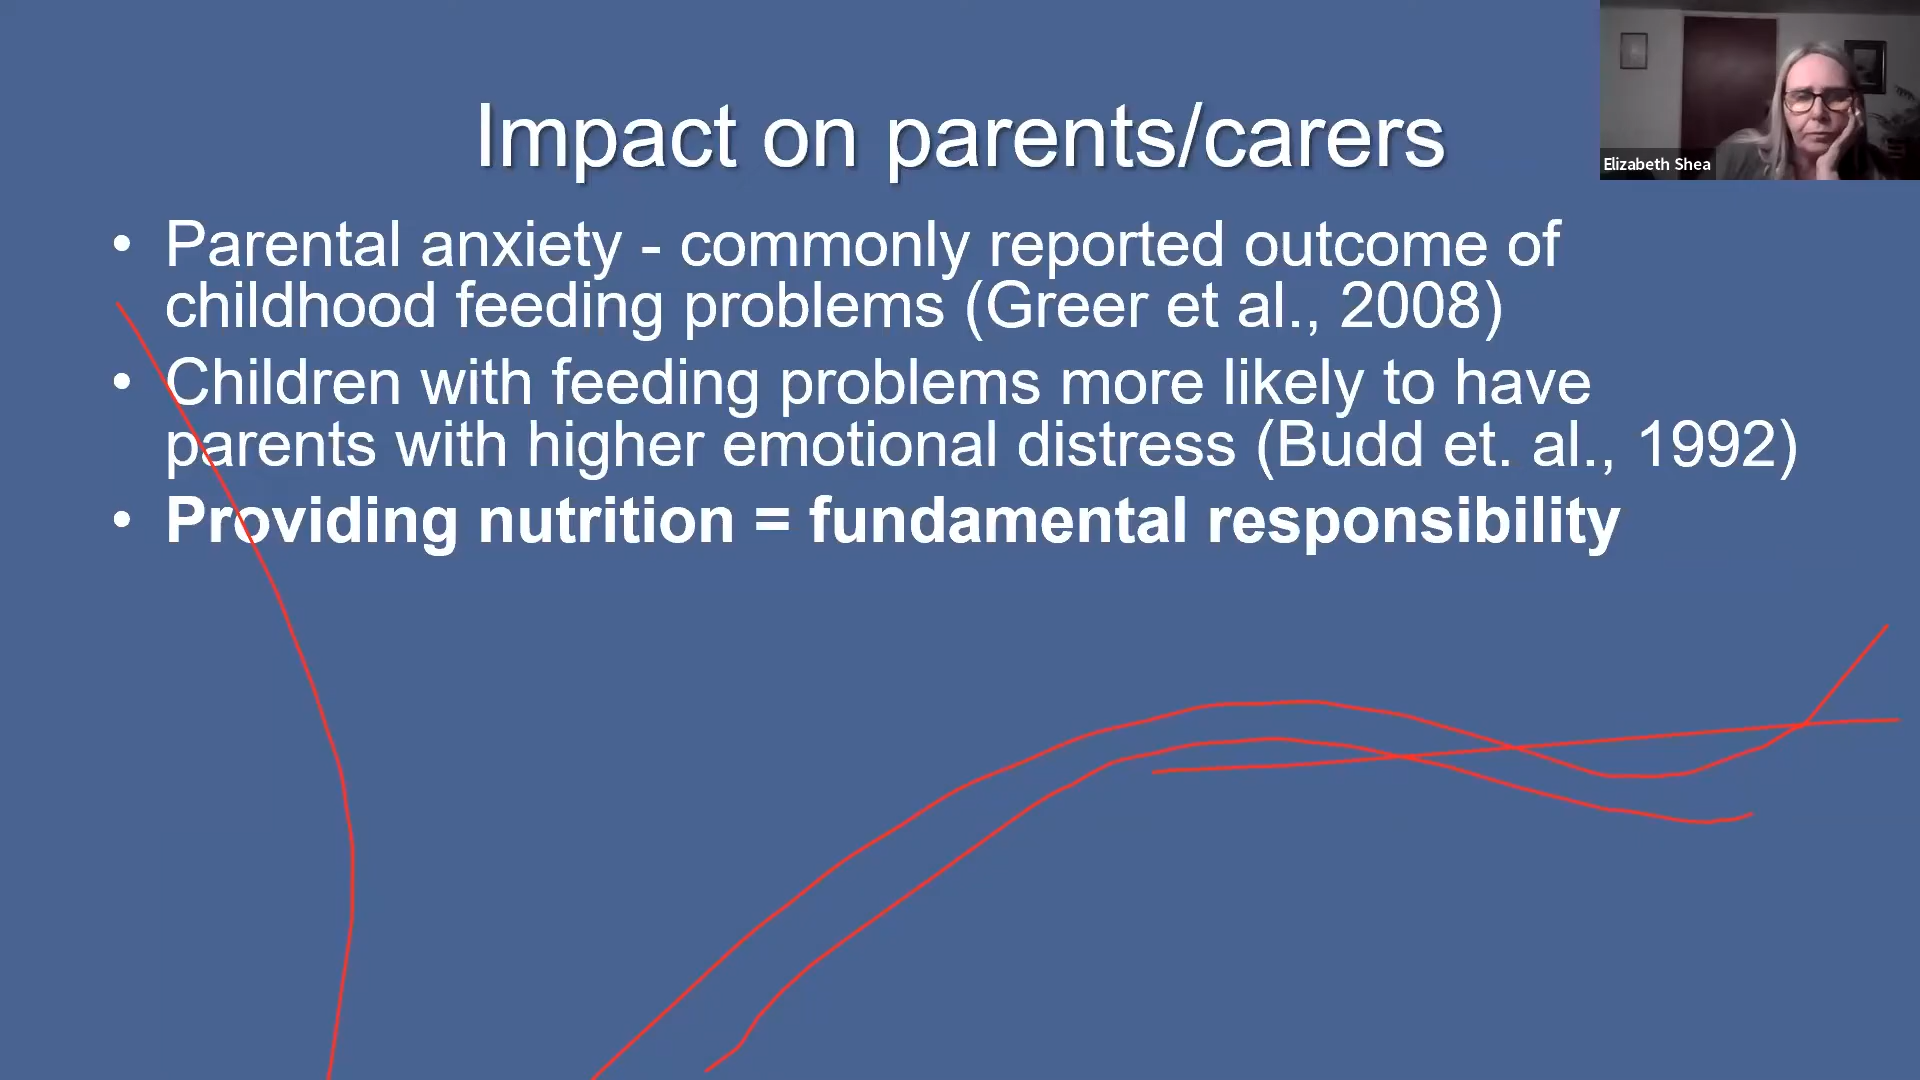 Impact on parents/carers
Elizabeth Shea
• Parental anxiety - commonly reported outcome of
childhood feeding problems (Greer et al., 2008)
• Children with feeding problems more likely to have
parents with higher emotional distress (Budd et. al., 1992)
• Providing nutrition = fundamental responsibility